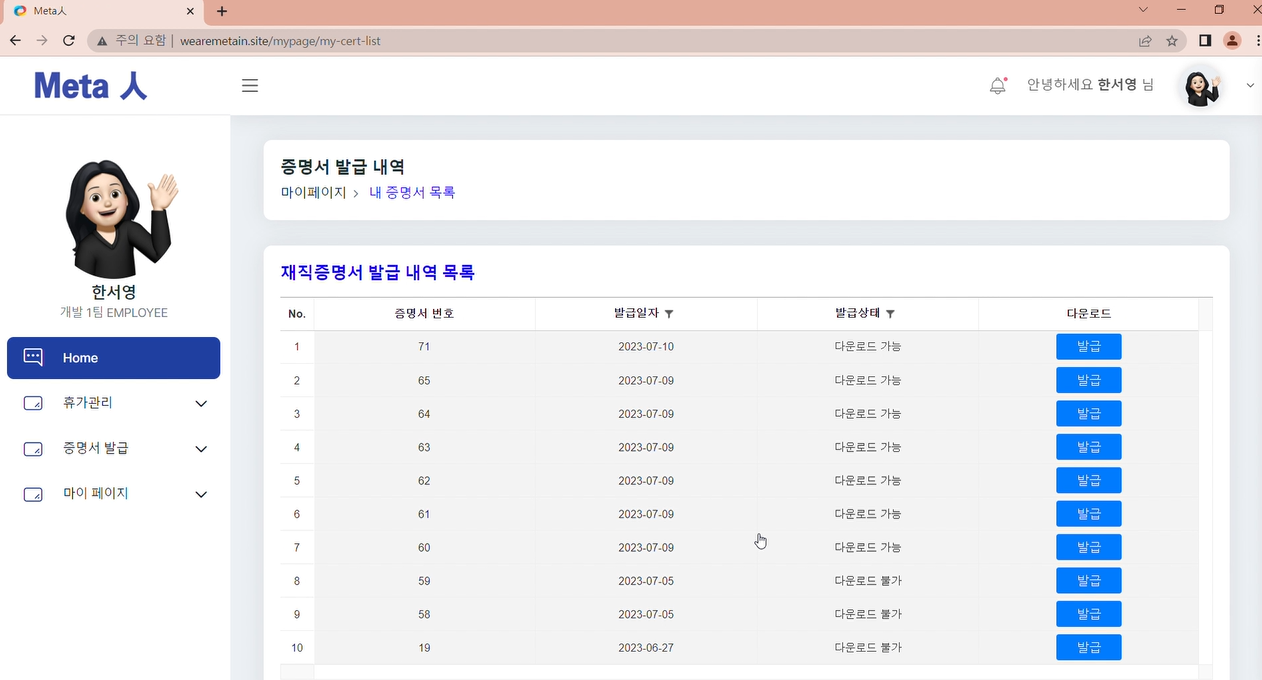 Meta人
주의 요함 | wearemetain.site/mypage/my-cert-list
Meta 人
안녕하세요 한서영 님
한서영
개발 1팀 EMPLOYEE
Home
휴가관리
증명서 발급
마이 페이지
증명서 발급 내역
마이페이지 > 내 증명서 목록
재직증명서 발급 내역 목록
No. 증명서 번호 발급일자 발급상태 다운로드
1 71 2023-07-10 다운로드 가능 발급
2 65 2023-07-09 다운로드 가능 발급
3 64 2023-07-09 다운로드 가능 발급
4 63 2023-07-09 다운로드 가능 발급
5 62 2023-07-09 다운로드 가능 발급
6 61 2023-07-09 다운로드 가능 발급
7 60 2023-07-09 다운로드 가능 발급
8 59 2023-07-05 다운로드 불가 발급
9 58 2023-07-05 다운로드 불가 발급
10 19 2023-06-27 다운로드 불가 발급